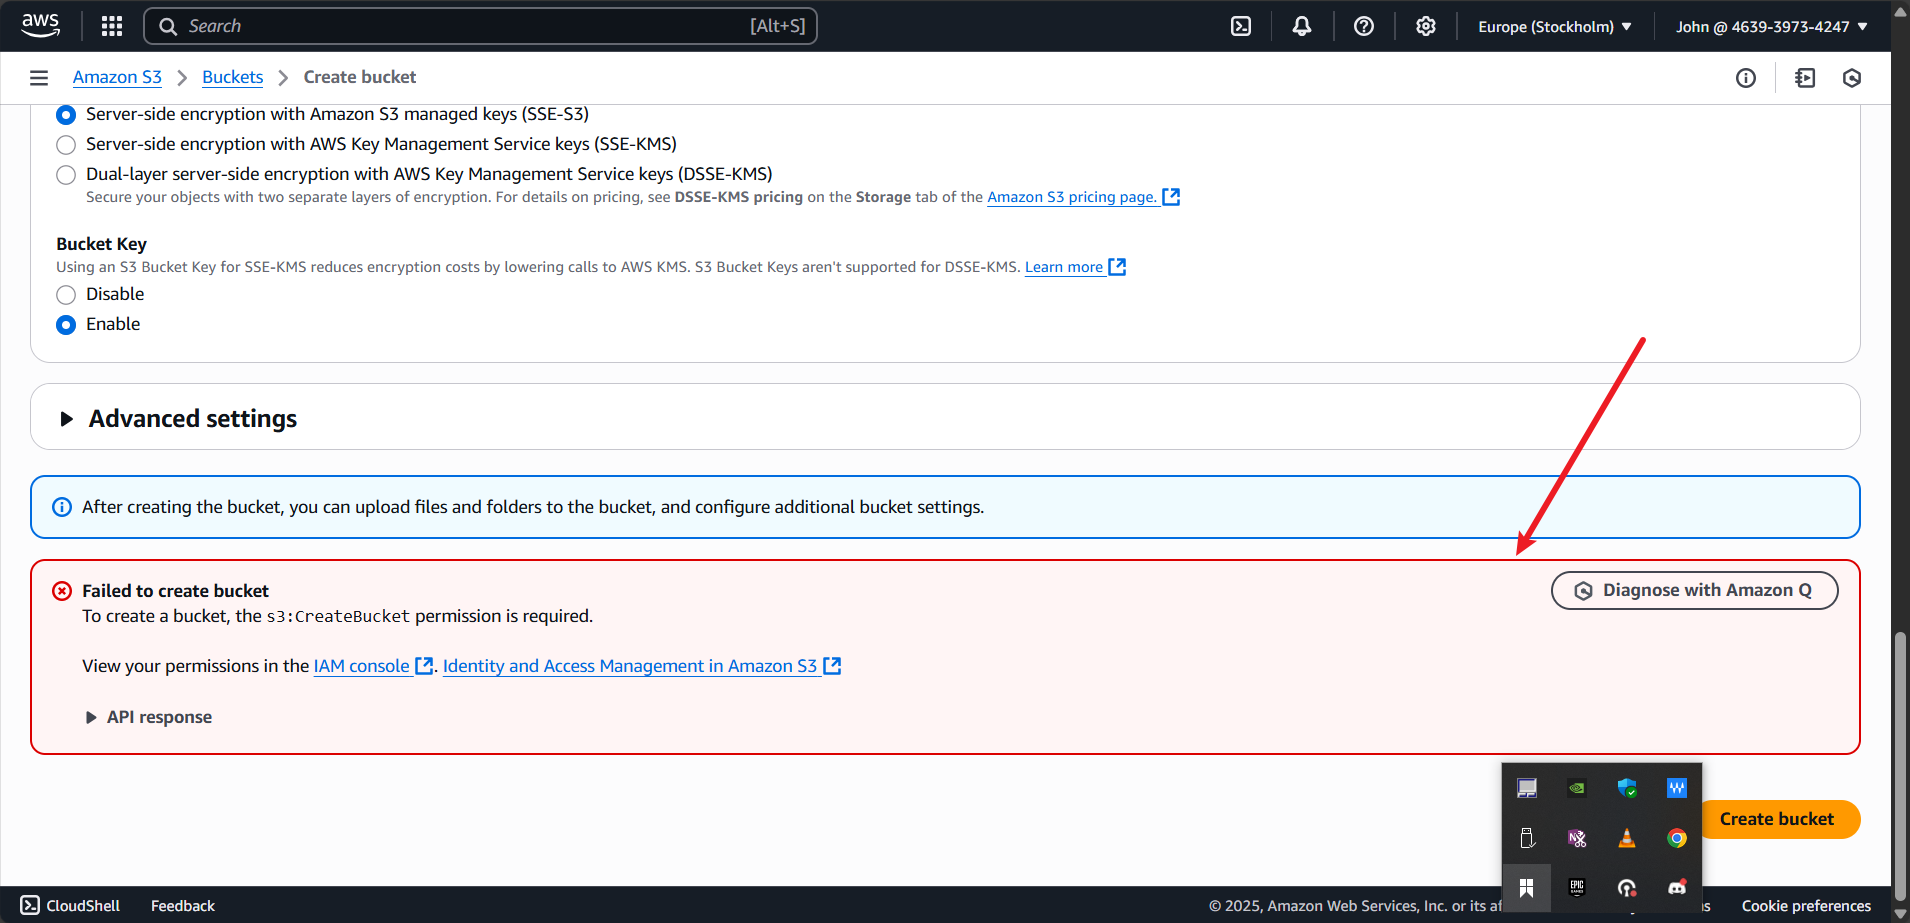 aws
Search
[Alt+S]
Europe (Stockholm)
John @ 4639-3973-4247
Amazon S3
Buckets
Create bucket
Server-side encryption with Amazon S3 managed keys (SSE-S3)
Server-side encryption with AWS Key Management Service keys (SSE-KMS)
Dual-layer server-side encryption with AWS Key Management Service keys (DSSE-KMS)
Secure your objects with two separate layers of encryption. For details on pricing, see DSSE-KMS pricing on the Storage tab of the Amazon S3 pricing page.
Bucket Key
Using an S3 Bucket Key for SSE-KMS reduces encryption costs by lowering calls to AWS KMS. S3 Bucket Keys aren't supported for DSSE-KMS. Learn more
Disable
Enable
Advanced settings
After creating the bucket, you can upload files and folders to the bucket, and configure additional bucket settings.
Failed to create bucket
Diagnose with Amazon Q
To create a bucket, the s3:CreateBucket permission is required.
View your permissions in the IAM console. Identity and Access Management in Amazon S3
API response
Create bucket
EPIC
GAMES
CloudShell
Feedback
© 2025, Amazon Web Services, Inc. or its
Cookie preferences